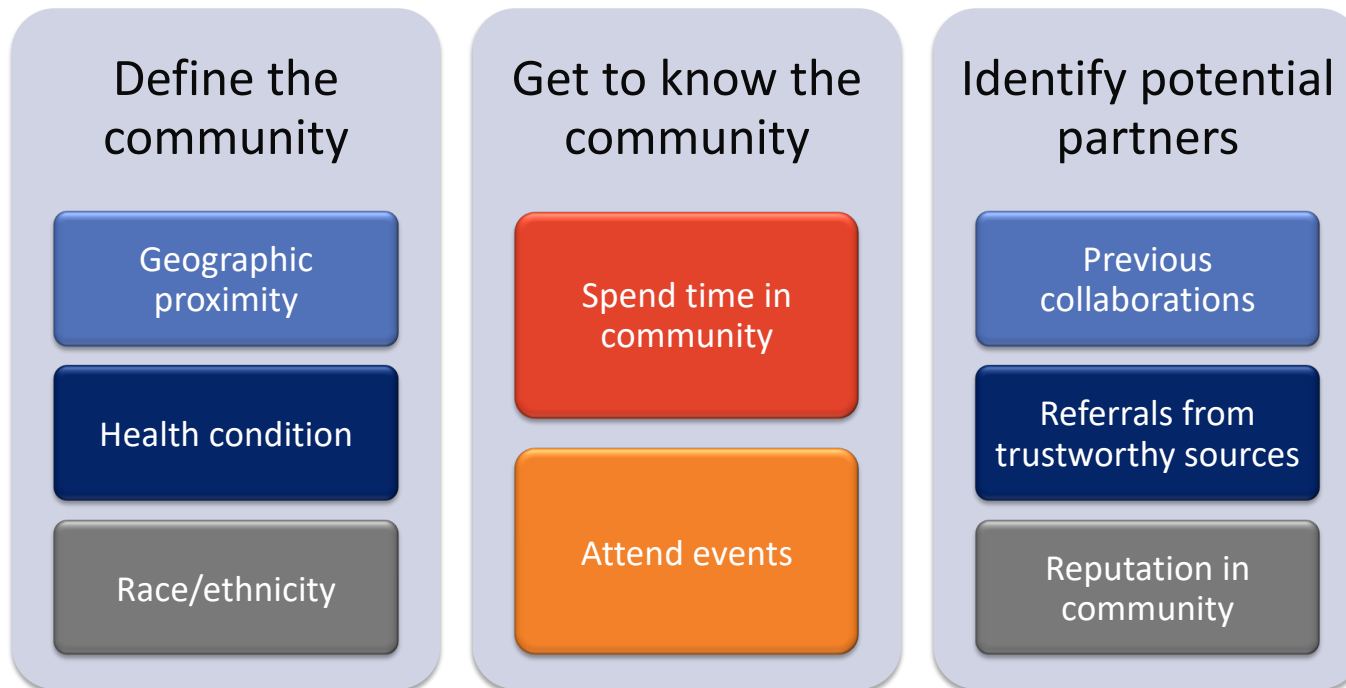 Define the
community
Geographic
proximity
Health condition
Race/ethnicity
Get to know the
community
Spend time in
community
Attend events
Identify potential
partners
Previous
collaborations
Referrals from
trustworthy sources
Reputation in
community